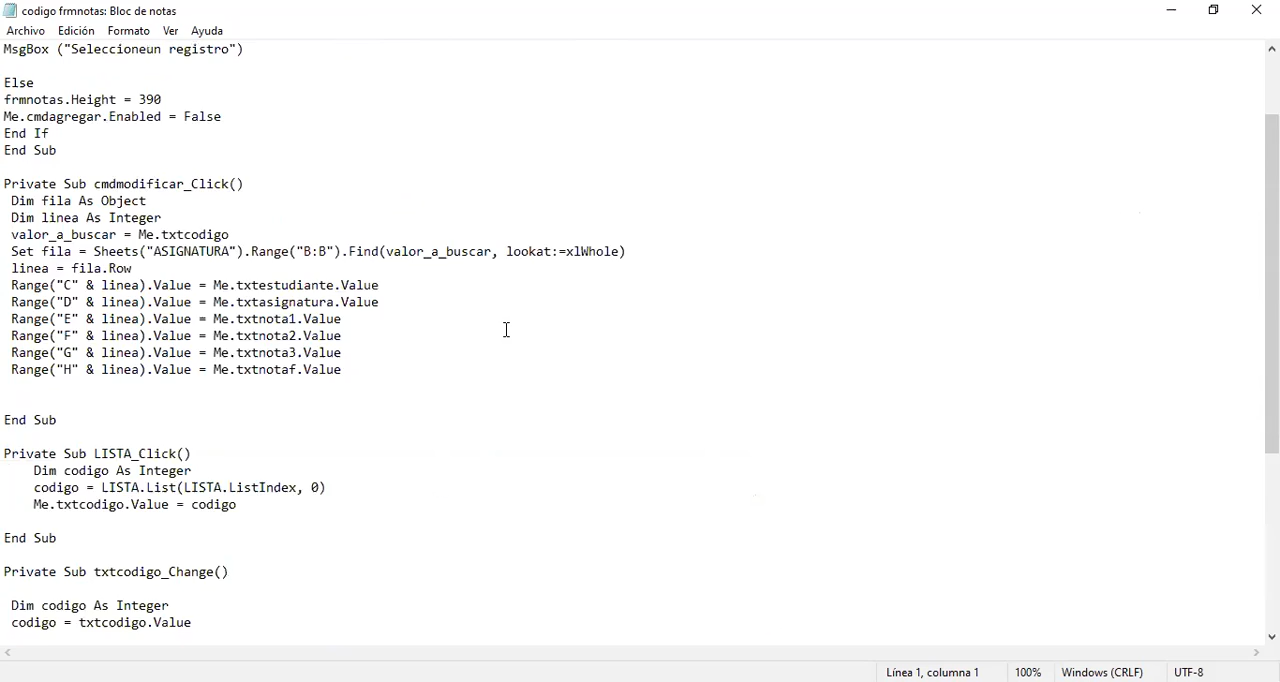 codigo frmnotas: Bloc de notas
Archivo Edición Formato Ver Ayuda
MsgBox ("Seleccioneun registro")
Else
frmnotas.Height = 390
Me.cmdagregar.Enabled = False
End If
End Sub
Private Sub cmdmodificar_Click()
Dim fila As Object
Dim linea As Integer
valor_a_buscar = Me.txtcodigo
Set fila = Sheets("ASIGNATURA").Range("B:B").Find(valor_a_buscar, lookat:=xlWhole)
linea = fila.Row
Range("C" & linea).Value = Me.txtestudiante.Value
Range("D" & linea).Value = Me.txtasignatura.Value
Range("E" & linea).Value = Me.txtnota1.Value
Range("F" & linea).Value = Me.txtnota2.Value
Range("G" & linea).Value = Me.txtnota3.Value
Range("H" & linea).Value = Me.txtnotaf.Value
End Sub
Private Sub LISTA_Click()
Dim codigo As Integer
codigo = LISTA.List(LISTA.ListIndex, 0)
Me.txtcodigo.Value = codigo
End Sub
Private Sub txtcodigo_Change()
Dim codigo As Integer
codigo = txtcodigo.Value
Línea 1, columna 1 100% Windows (CRLF) UTF-8